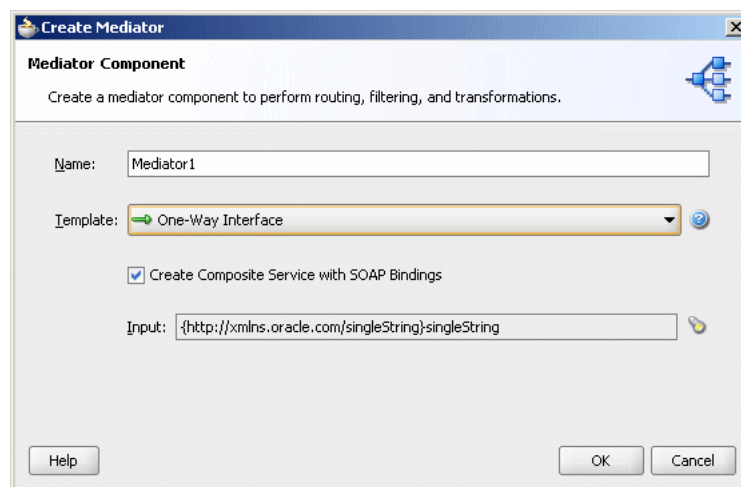 Create Mediator
Mediator Component
Create a mediator component to perform routing, filtering, and transformations.
Name: Mediator1
Template: One-Way Interface
Create Composite Service with SOAP Bindings
Input: {http://xmlns.oracle.com/singleString}singleString
Help OK Cancel